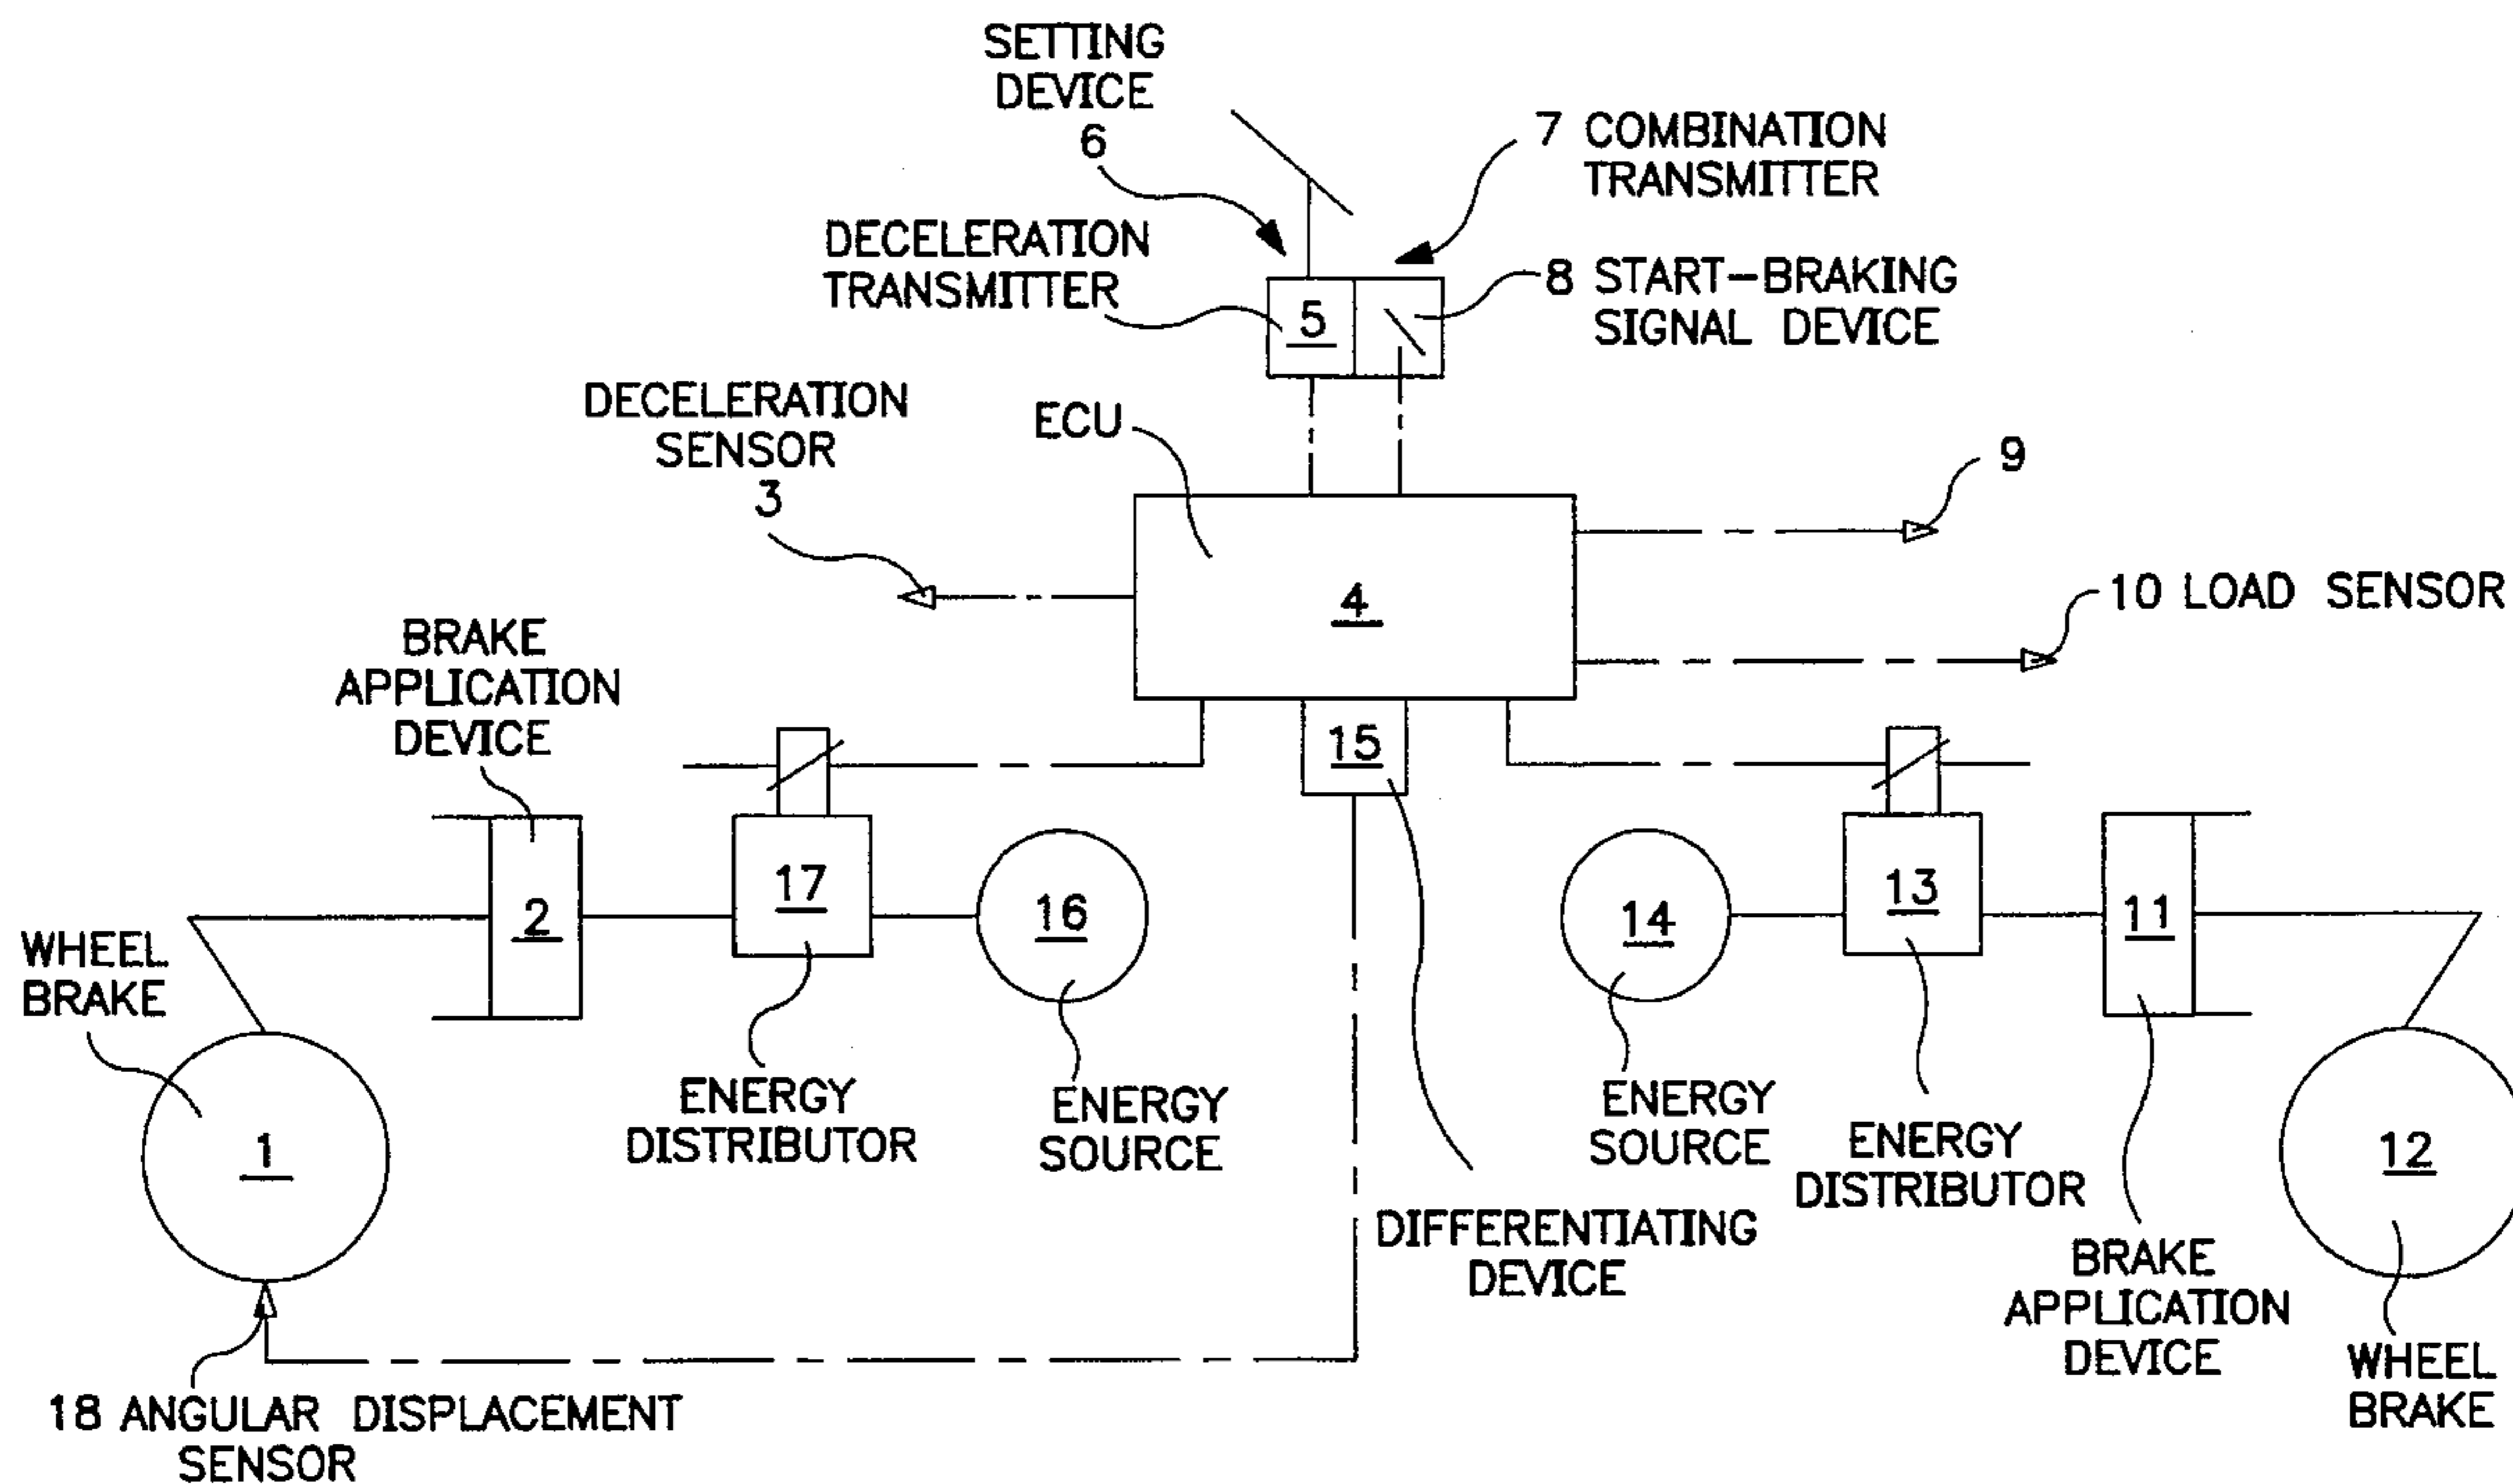 SETTING
DEVICE
6
7 COMBINATION
TRANSMITTER
DECELERATION
TRANSMITTER
5
8 START-BRAKING
SIGNAL DEVICE
DECELERATION
SENSOR
3
ECU
9
4
10 LOAD SENSOR
BRAKE
APPLICATION
DEVICE
15
2
17
16
14
13
11
WHEEL
BRAKE
1
ENERGY
DISTRIBUTOR
ENERGY
SOURCE
ENERGY
SOURCE
ENERGY
DISTRIBUTOR
12
DIFFERENTIATING
DEVICE
BRAKE
APPLICATION
DEVICE
WHEEL
BRAKE
18 ANGULAR DISPLACEMENT
SENSOR